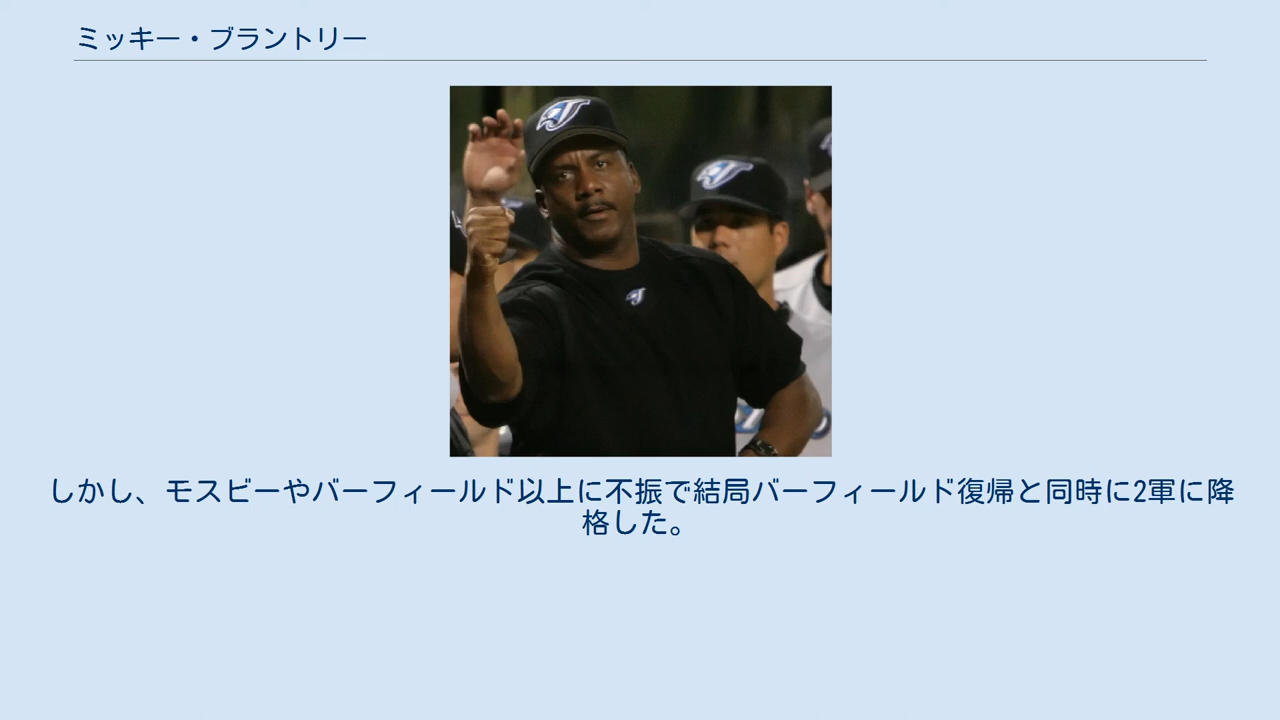 ミッキー・ブラントリー
しかし、モスビーやバーフィールド以上に不振で結局バーフィールド復帰と同時に2軍に降
格した。